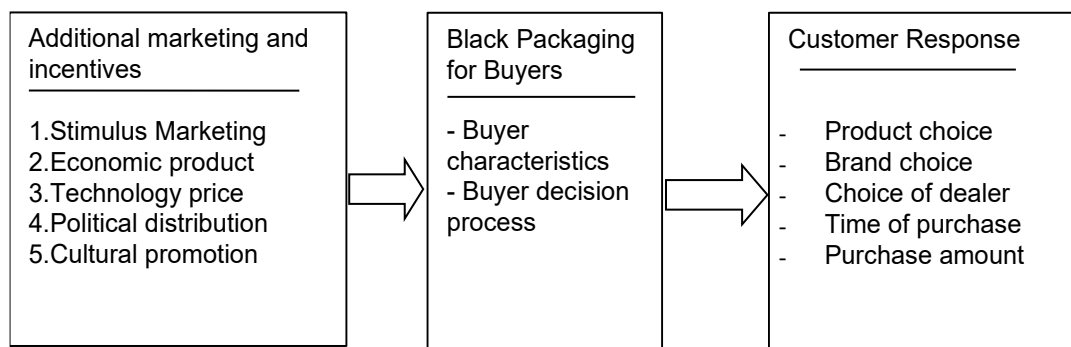 Additional marketing and
incentives
1.Stimulus Marketing
2.Economic product
3.Technology price
4.Political distribution
5.Cultural promotion
Black Packaging
for Buyers
- Buyer
characteristics
- Buyer decision
process
Customer Response
- Product choice
- Brand choice
- Choice of dealer
- Time of purchase
- Purchase amount